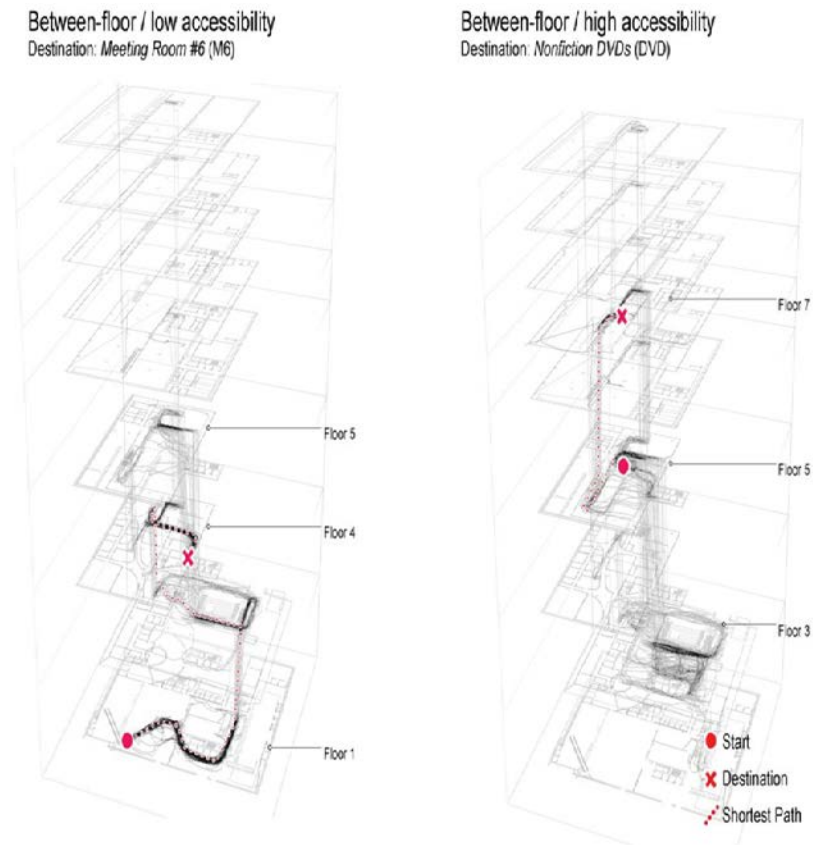 Between-floor / low accessibility
Destination: Meeting Room #6 (M6)
Floor 5
Floor 4
Floor 1
Between-floor / high accessibility
Destination: Nonfiction DVDs (DVD)
Floor 7
Floor 5
Floor 3
Start
Destination
Shortest Path